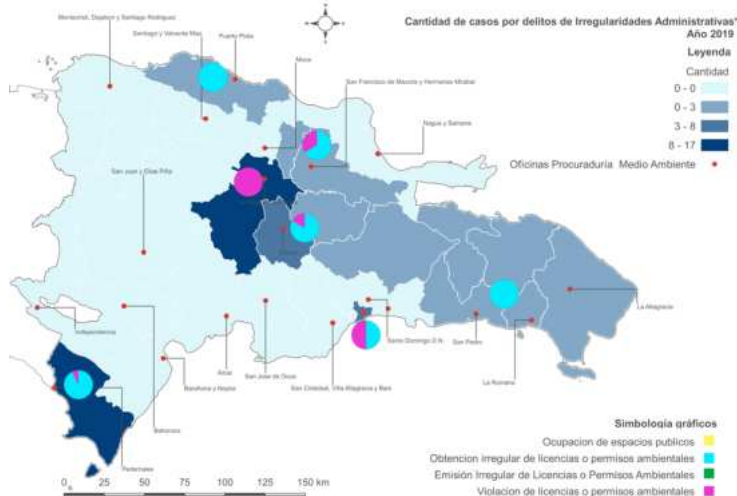 Cantidad de casos por delitos de Irregularidades Administrativas*
Año 2019
Leyenda
Cantidad
0 - 0
0 - 3
3 - 8
8 - 17
Oficinas Procuraduría Medio Ambiente
Montecristi, Dajabon y Santiago Rodriguez
Santiago y Valverde Mao
Puerto Plata
Moca
San Francisco de Macoris y Hermanas Mirabal
Nagua y Samana
San Juan y Elias Piña
La Altagracia
Independencia
Santo Domingo D.N.
San Pedro
La Romana
Barahona y Neyba
Azua
San Jose de Ocoa
San Cristobal, Villa Altagracia y Bani
Bahoruco
Pedernales
0
25
50
75
100
125
150 km
Simbología gráficos
Ocupacion de espacios publicos
Obtencion irregular de licencias o permisos ambientales
Emisión Irregular de Licencias o Permisos Ambientales
Violacion de licencias o permisos ambientales